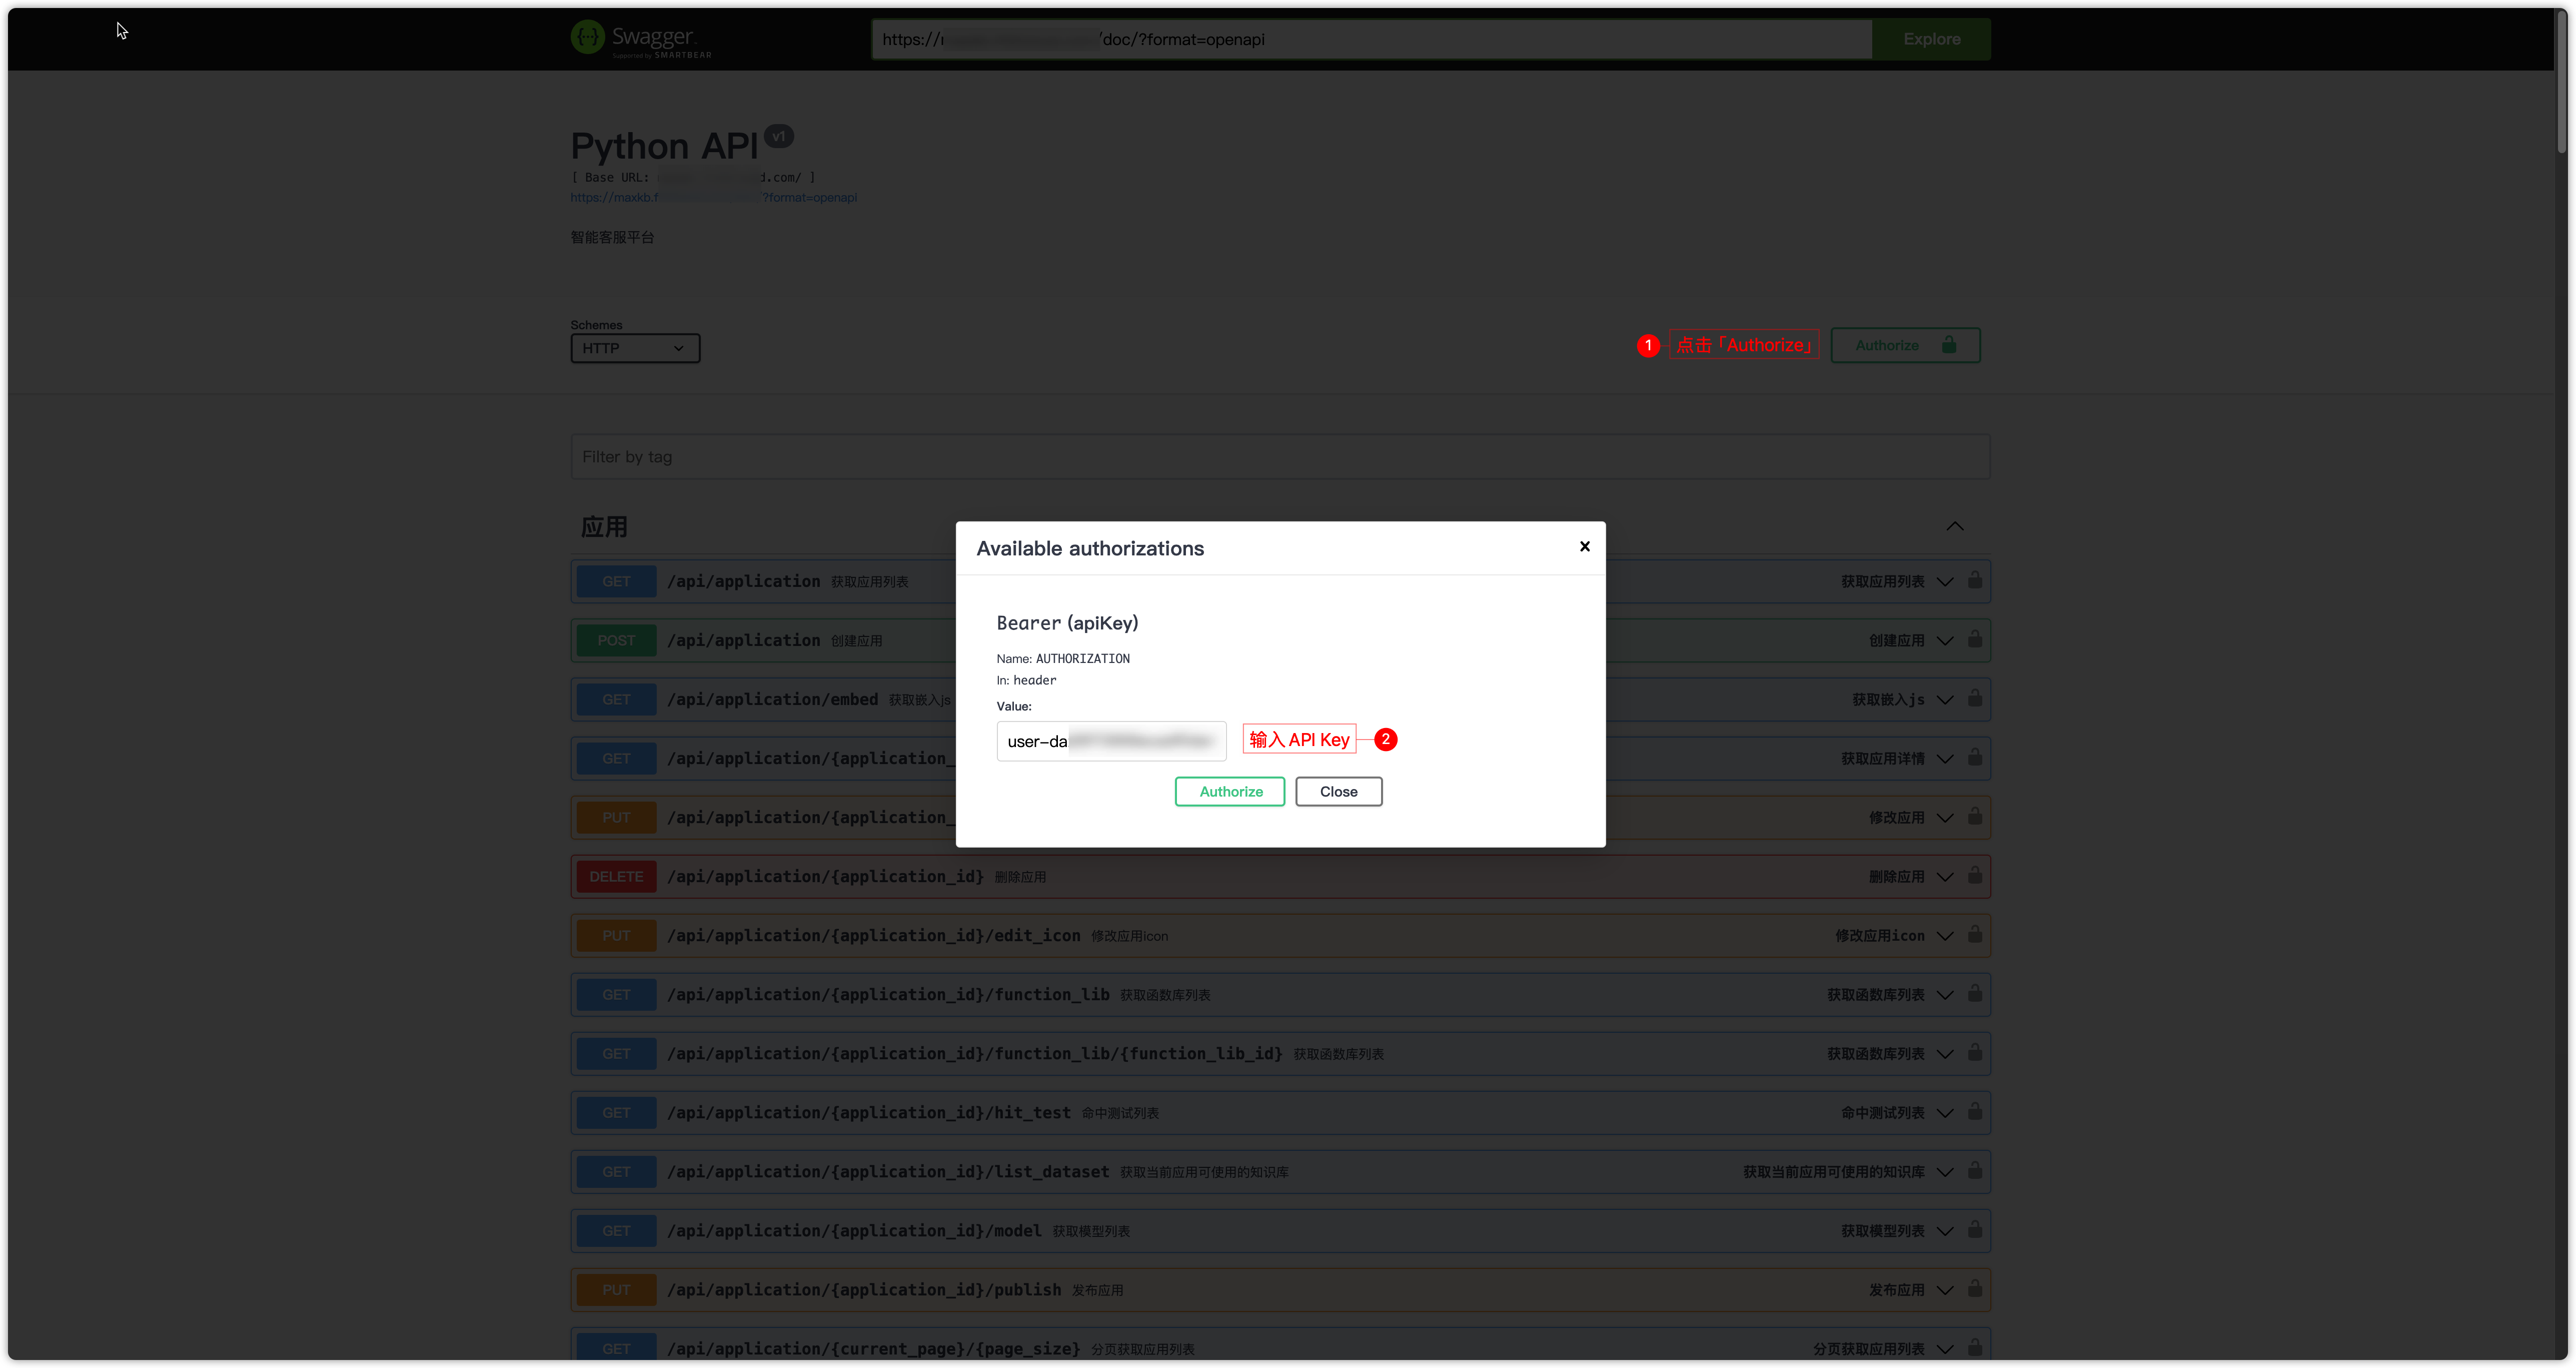 Swagger.
Supported by SMARTBEAR
https:// /doc/?format=openapi
Explore
Python API v1
[ Base URL: d.com/ ]
https://maxkb.f ?format=openapi
智能客服平台
Schemes
HTTP
1 点击「Authorize」 Authorize
Filter by tag
应用
Available authorizations
GET /api/application 获取应用列表 获取应用列表
Bearer (apiKey)
POST /api/application 创建应用 创建应用
Name: AUTHORIZATION
In: header
GET /api/application/embed 获取嵌入js 获取嵌入js
Value:
user-da 输入 API Key 2
GET /api/application/{application_ 获取应用详情
Authorize Close
PUT /api/application/{application_ 修改应用
DELETE /api/application/{application_id} 删除应用 删除应用
PUT /api/application/{application_id}/edit_icon 修改应用icon 修改应用icon
GET /api/application/{application_id}/function_lib 获取函数库列表 获取函数库列表
GET /api/application/{application_id}/function_lib/{function_lib_id} 获取函数库列表 获取函数库列表
GET /api/application/{application_id}/hit_test 命中测试列表 命中测试列表
GET /api/application/{application_id}/list_dataset 获取当前应用可使用的知识库 获取当前应用可使用的知识库
GET /api/application/{application_id}/model 获取模型列表 获取模型列表
PUT /api/application/{application_id}/publish 发布应用 发布应用
GET /api/application/{current_page}/{page_size} 分页获取应用列表 分页获取应用列表